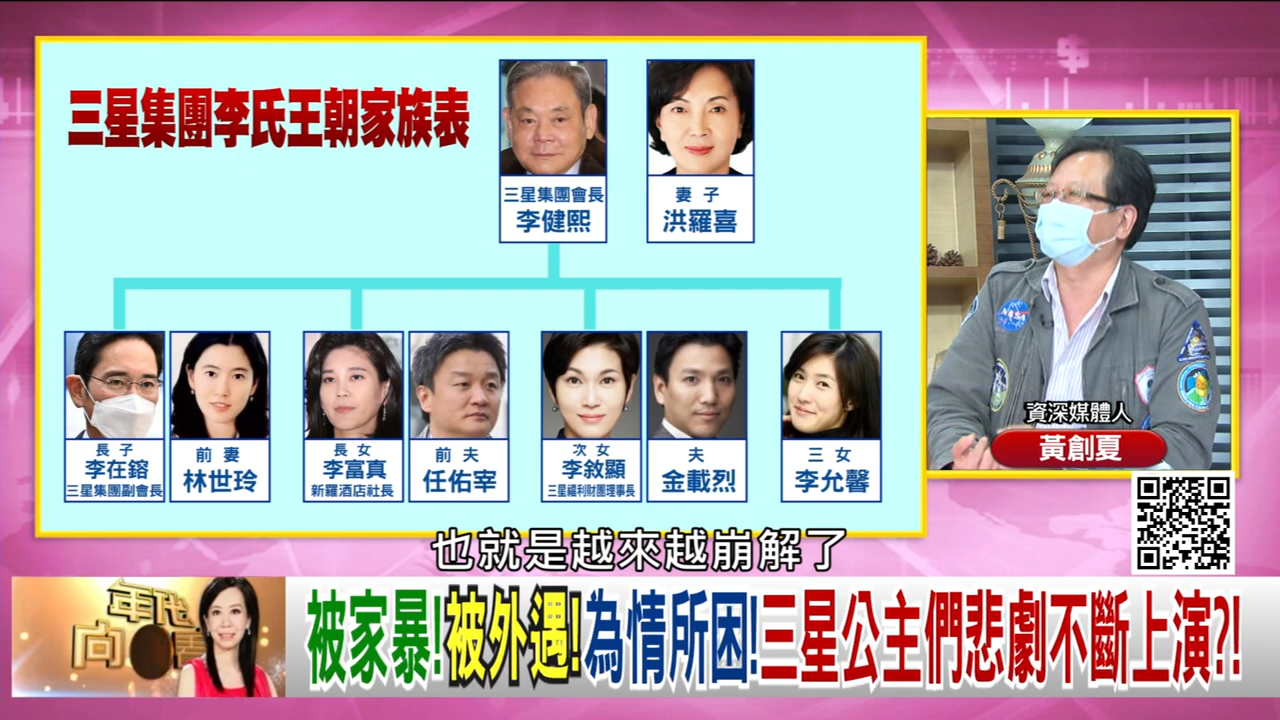 三星集團李氏王朝家族表
三星集團會長
李健熙
妻子
洪羅喜
長子
李在鎔
三星集團副會長
前妻
林世玲
長女
李富真
新羅酒店社長
前夫
任佑宰
次女
李敘顯
三星福利財團理事長
夫
金載烈
三女
李允馨
NASA
資深媒體人
黃創夏
也就是越來越崩解了
年代
向
看
被家暴!被外遇!為情所困!三星公主們悲劇不斷上演?!